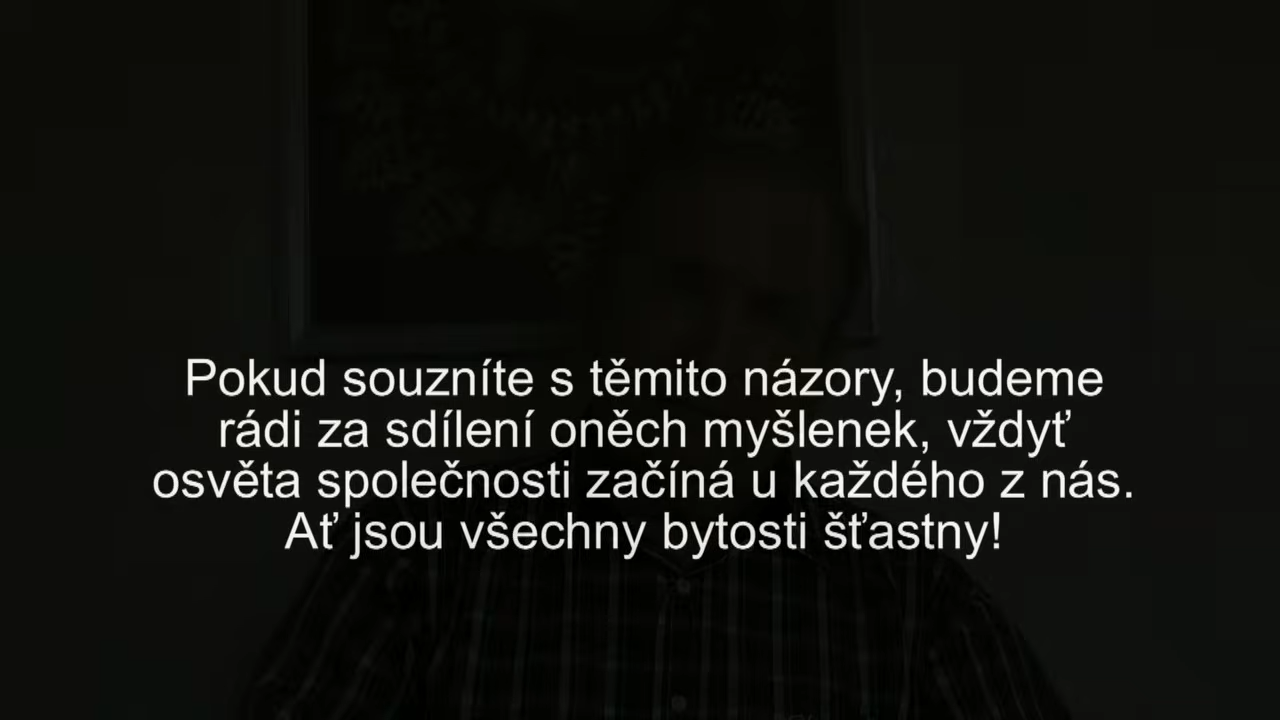 Pokud souzníte s těmito názory, budeme
rádi za sdílení oněch myšlenek, vždyť
osvěta společnosti začíná u každého z nás.
Ať jsou všechny bytosti šťastny!